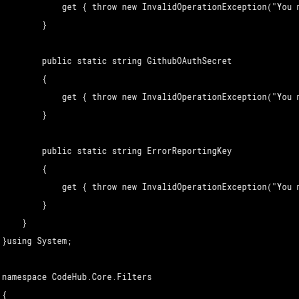 get { throw new InvalidOperationException("You
}
public static string GithubOAuthSecret
{
get { throw new InvalidOperationException("You
}
public static string ErrorReportingKey
{
get { throw new InvalidOperationException("You
}
}
}using System;
namespace CodeHub.Core.Filters
{